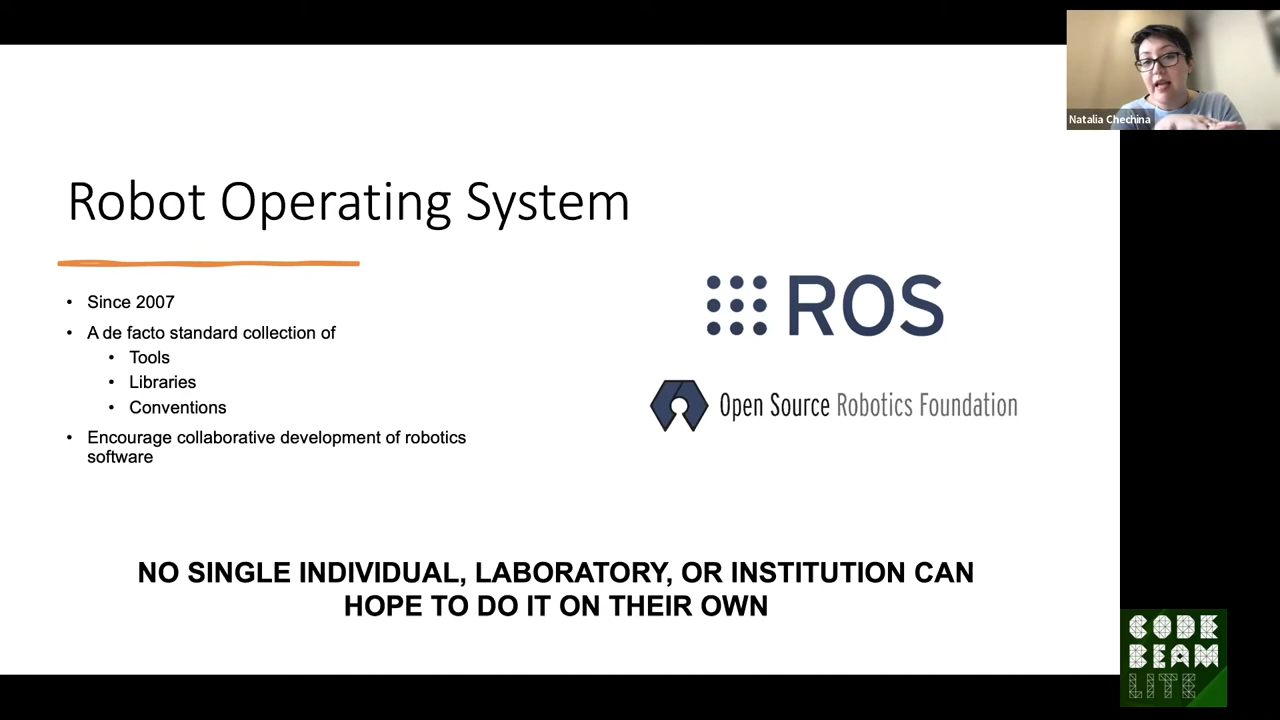 Natalia Chechina
Robot Operating System
• Since 2007
• A de facto standard collection of
• Tools
• Libraries
• Conventions
• Encourage collaborative development of robotics
software
ROS
Open Source Robotics Foundation
NO SINGLE INDIVIDUAL, LABORATORY, OR INSTITUTION CAN
HOPE TO DO IT ON THEIR OWN
CODE
BEAM
LITE